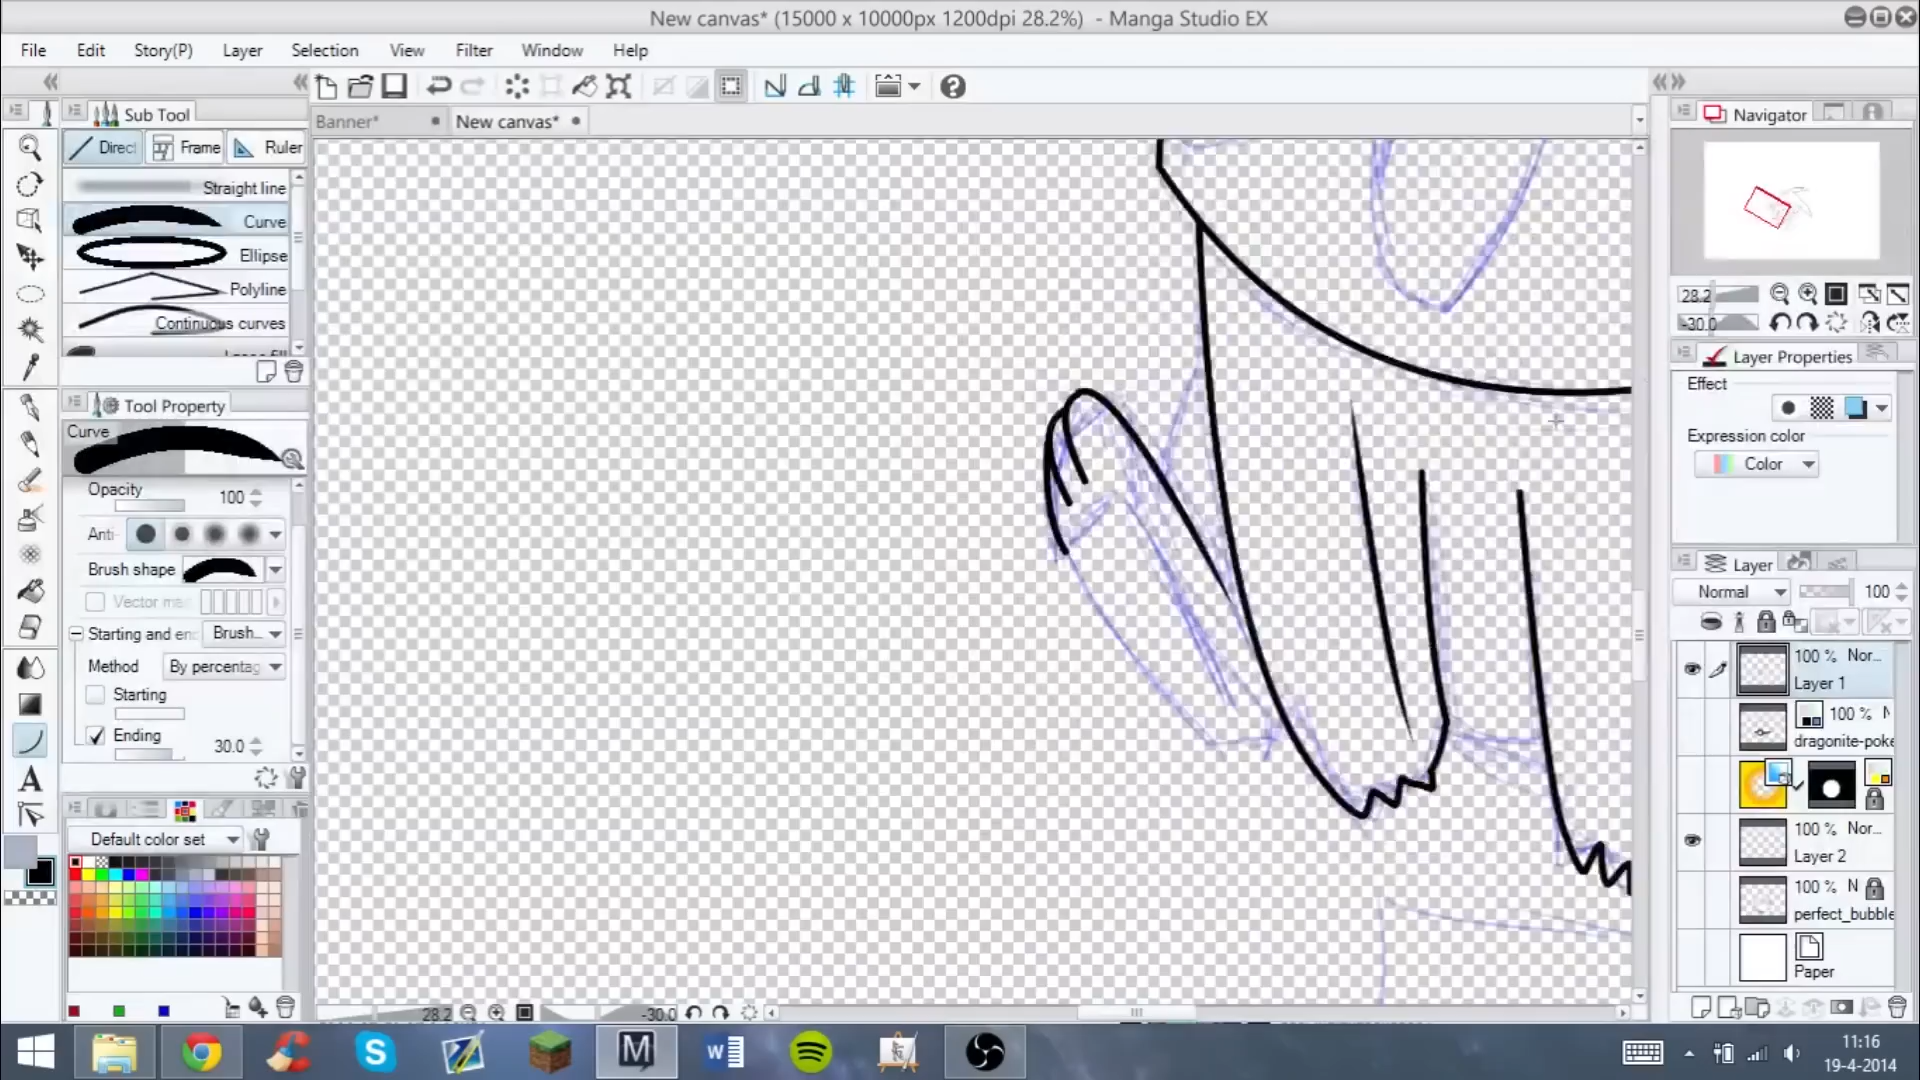 New canvas* (15000 x 10000px 1200dpi 28.2%) - Manga Studio EX
File Edit Story(P) Layer Selection View Filter Window Help
Sub Tool
Banner*
New canvas*
Direct Frame Ruler
Straight line
Curve
Ellipse
Polyline
Continuous curves
Tool Property
Curve
Opacity 100
Anti-
Brush shape
Vector ma
Starting and en Brush...
Method By percentag
Starting
Ending 30.0
Default color set
28.2 -30.0
Navigator
28.2
-30.0
Layer Properties
Effect
Expression color
Color
Layer
Normal 100
100 % Nor...
Layer 1
100 % N
dragonite-poke
100 % Nor...
Layer 2
100 % N
perfect_bubble
Paper
11:16
19-4-2014